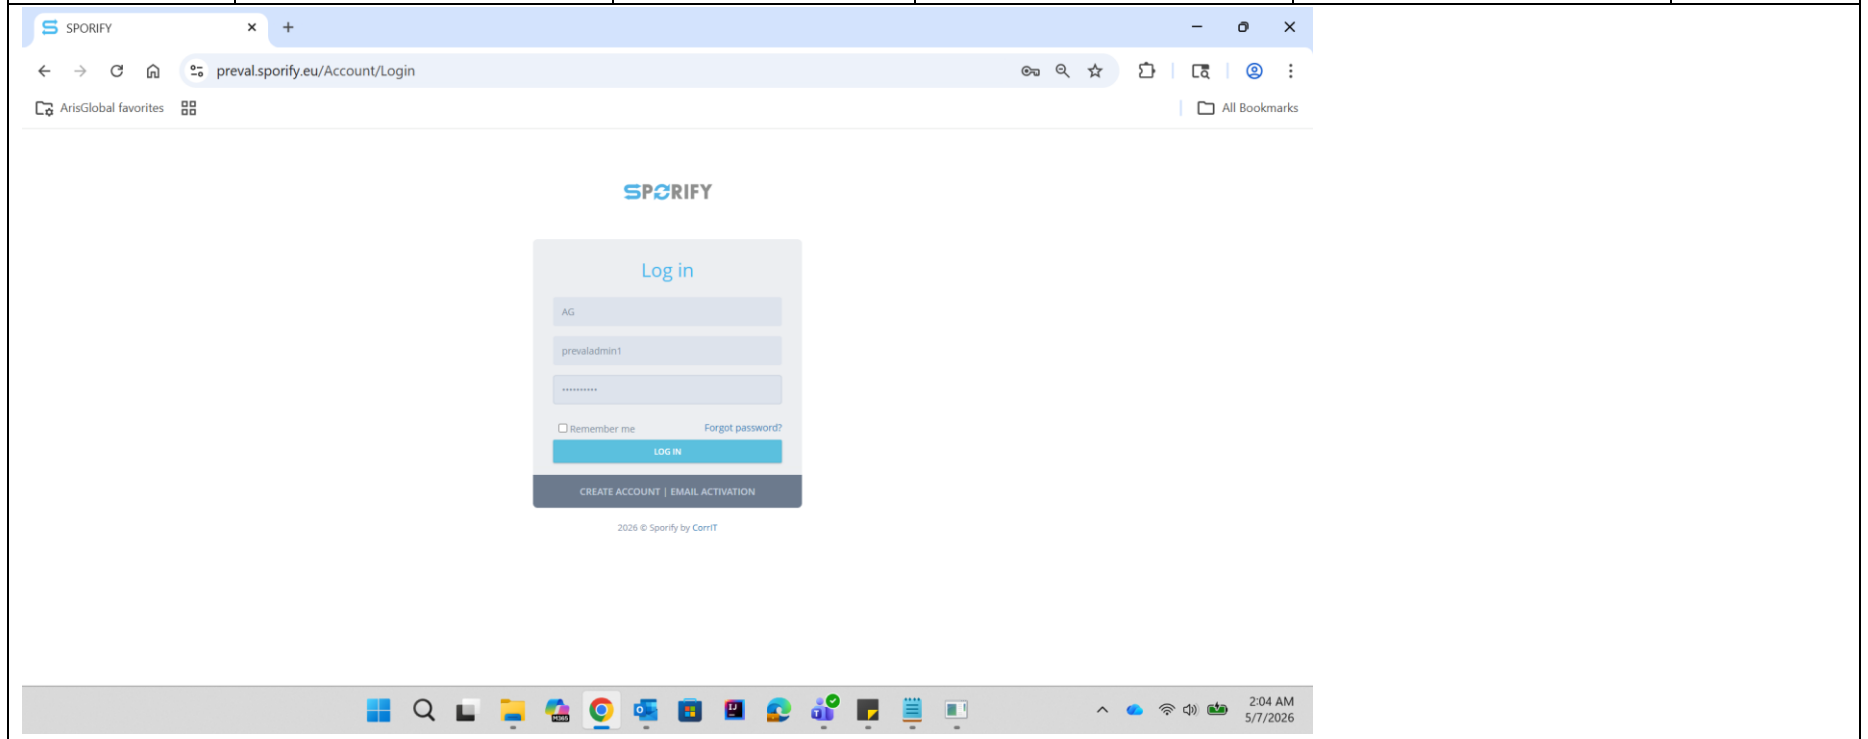 SPORIFY
preval.sporify.eu/Account/Login
ArisGlobal favorites
All Bookmarks
SPORIFY
Log in
AG
prevaladmin1
••••••••••
Remember me
Forgot password?
LOG IN
CREATE ACCOUNT | EMAIL ACTIVATION
2026 © Sporify by CorrIT
2:04 AM
5/7/2026